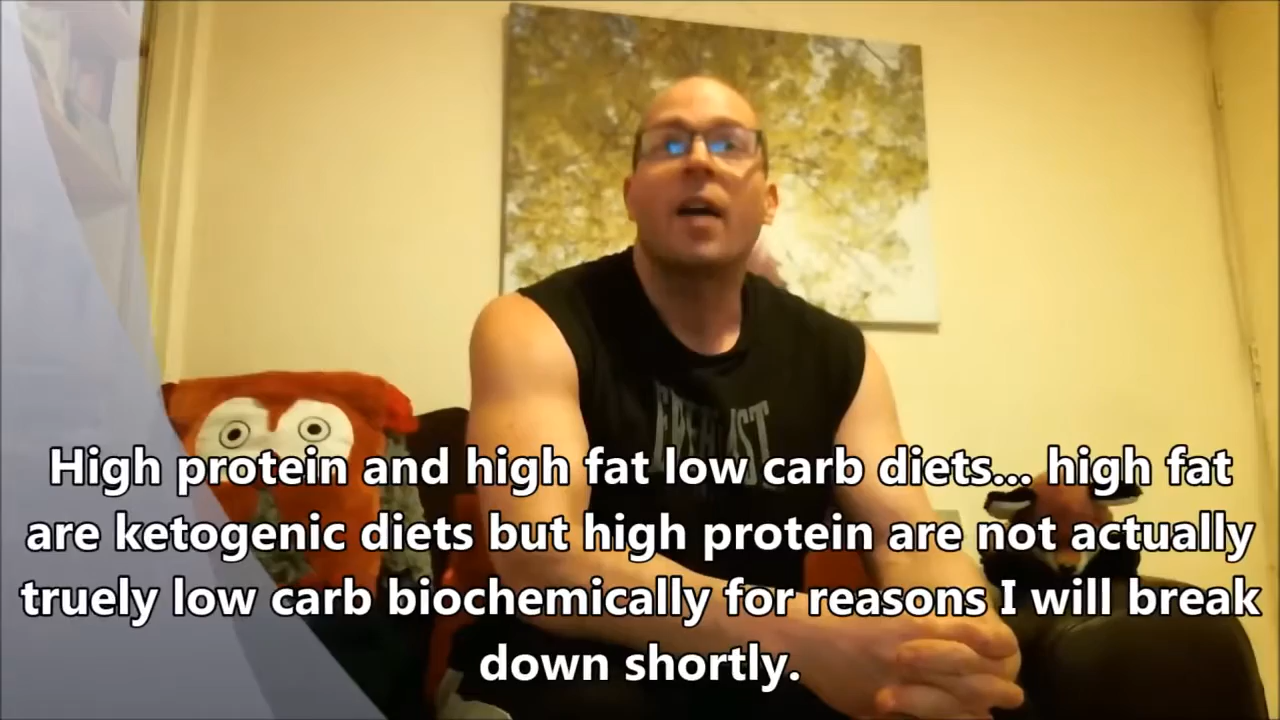 EVERLAST
High protein and high fat low carb diets... high fat
are ketogenic diets but high protein are not actually
truely low carb biochemically for reasons I will break
down shortly.